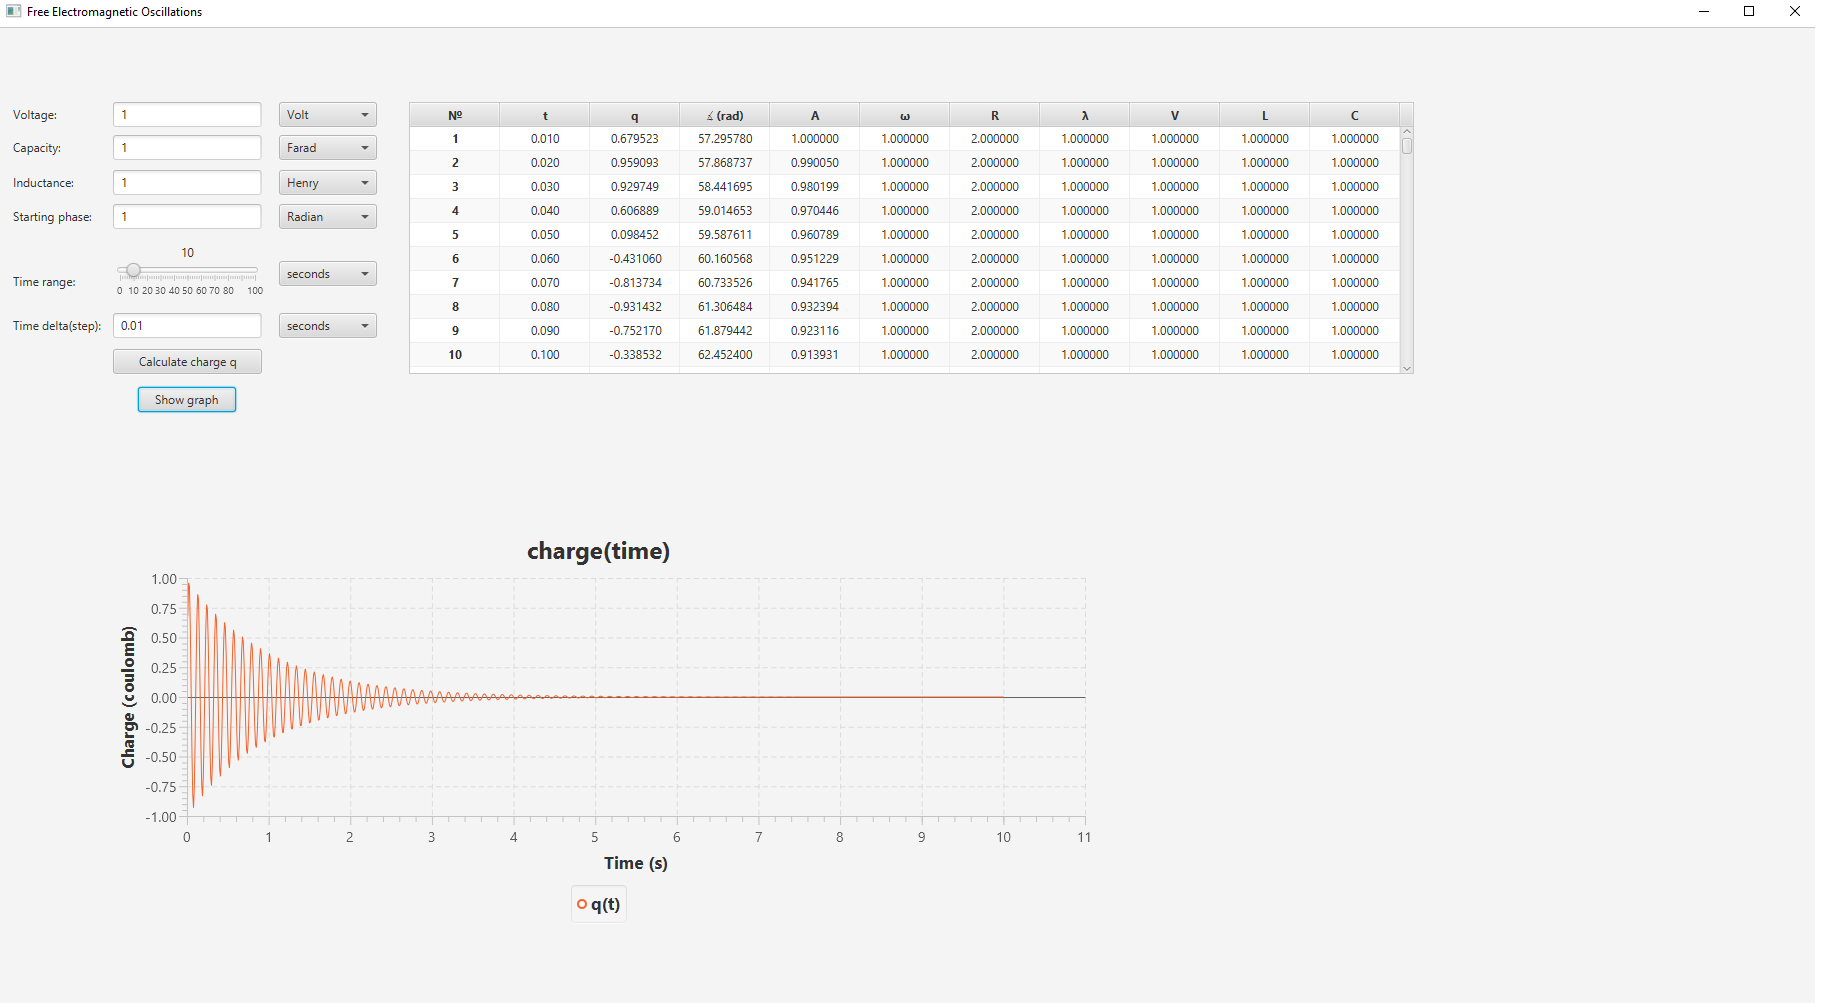 Free Electromagnetic Oscillations
Voltage: 1 Volt
Capacity: 1 Farad
Inductance: 1 Henry
Starting phase: 1 Radian
10
Time range: seconds
0 10 20 30 40 50 60 70 80 100
Time delta(step): 0.01 seconds
Calculate charge q
Show graph
№ t q ∡ (rad) A ω R λ V L C
1 0.010 0.679523 57.295780 1.000000 1.000000 2.000000 1.000000 1.000000 1.000000 1.000000
2 0.020 0.959093 57.868737 0.990050 1.000000 2.000000 1.000000 1.000000 1.000000 1.000000
3 0.030 0.929749 58.441695 0.980199 1.000000 2.000000 1.000000 1.000000 1.000000 1.000000
4 0.040 0.606889 59.014653 0.970446 1.000000 2.000000 1.000000 1.000000 1.000000 1.000000
5 0.050 0.098452 59.587611 0.960789 1.000000 2.000000 1.000000 1.000000 1.000000 1.000000
6 0.060 -0.431060 60.160568 0.951229 1.000000 2.000000 1.000000 1.000000 1.000000 1.000000
7 0.070 -0.813734 60.733526 0.941765 1.000000 2.000000 1.000000 1.000000 1.000000 1.000000
8 0.080 -0.931432 61.306484 0.932394 1.000000 2.000000 1.000000 1.000000 1.000000 1.000000
9 0.090 -0.752170 61.879442 0.923116 1.000000 2.000000 1.000000 1.000000 1.000000 1.000000
10 0.100 -0.338532 62.452400 0.913931 1.000000 2.000000 1.000000 1.000000 1.000000 1.000000
charge(time)
Charge (coulomb)
1.00
0.75
0.50
0.25
0.00
-0.25
-0.50
-0.75
-1.00
0 1 2 3 4 5 6 7 8 9 10 11
Time (s)
q(t)